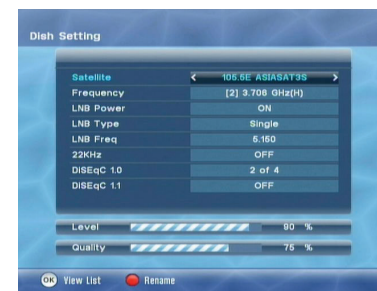 Dish Setting
Satellite < 105.5E ASIASAT3S >
Frequency [2] 3.706 GHz(H)
LNB Power ON
LNB Type Single
LNB Freq 5.150
22KHz OFF
DISEqC 1.0 2 of 4
DISEqC 1.1 OFF
Level 90 %
Quality 75 %
OK View List Rename